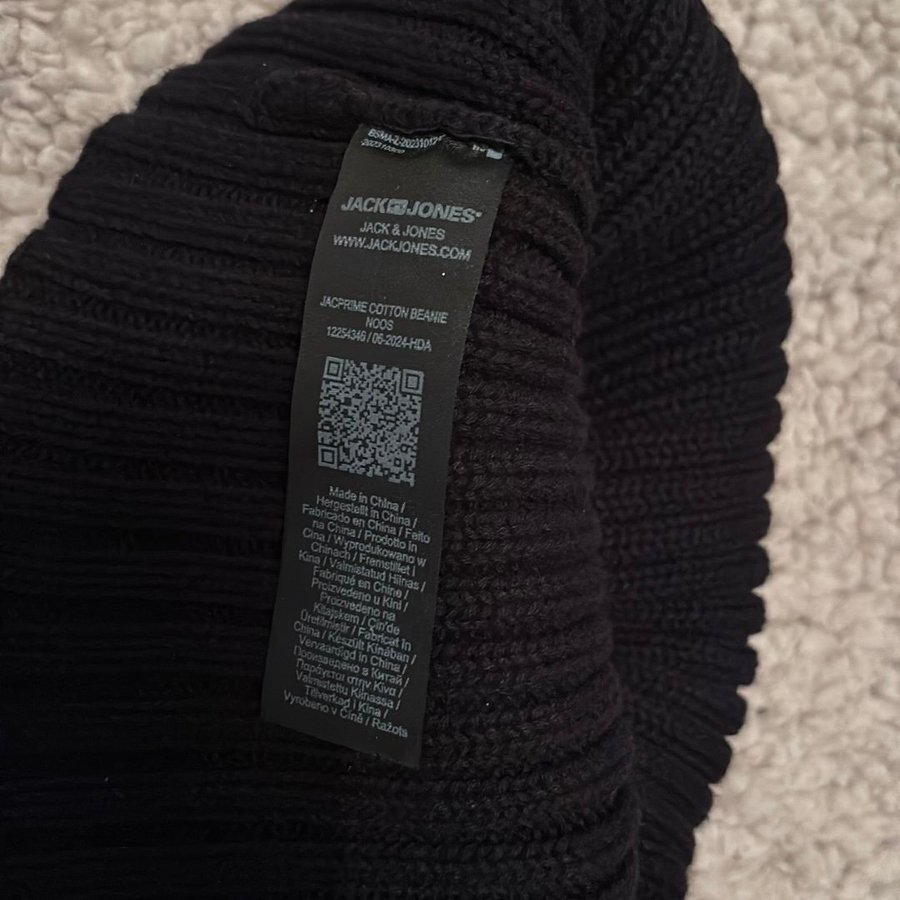 JACK JONES®
JACK & JONES
WWW.JACKJONES.COM
JACPRIME COTTON BEANIE
NOOS
12254346 / 06-2024-HDA
Made in China /
Hergestellt in China /
Fabricado en China / Feito
na China / Prodotto in
Cina / Wyprodukowano w
Chinach / Fremstillet i
Kina / Valmistatud Hiinas /
Fabriqué en Chine /
Proizvedeno u Kini /
Proizvedeno na
Kitajskem / Çin'de
Üretilmiştir / Fabricat în
China / Készült Kínában /
Vervaardigd in China /
Произведено в Китай /
Παράγεται στην Κίνα /
Valmistettu Kiinassa /
Tillverkad i Kina /
Vyrobeno v Číně / Ražots